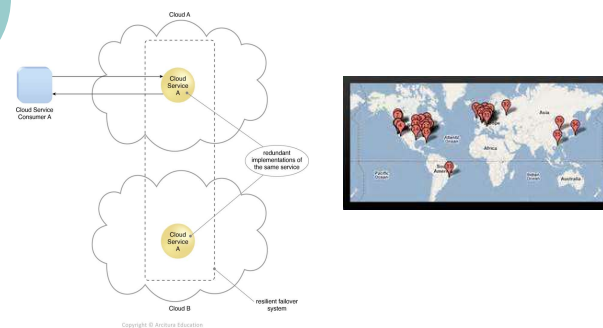 Cloud A
Cloud
Service
A
Cloud Service
Consumer A
redundant
implementations of
the same service
Cloud
Service
A
resilient failover
system
Cloud B
Copyright © Arcitura Education
Asia
Atlantic
Ocean
Africa
Pacific
Ocean
South
America
Indian
Ocean
Australia